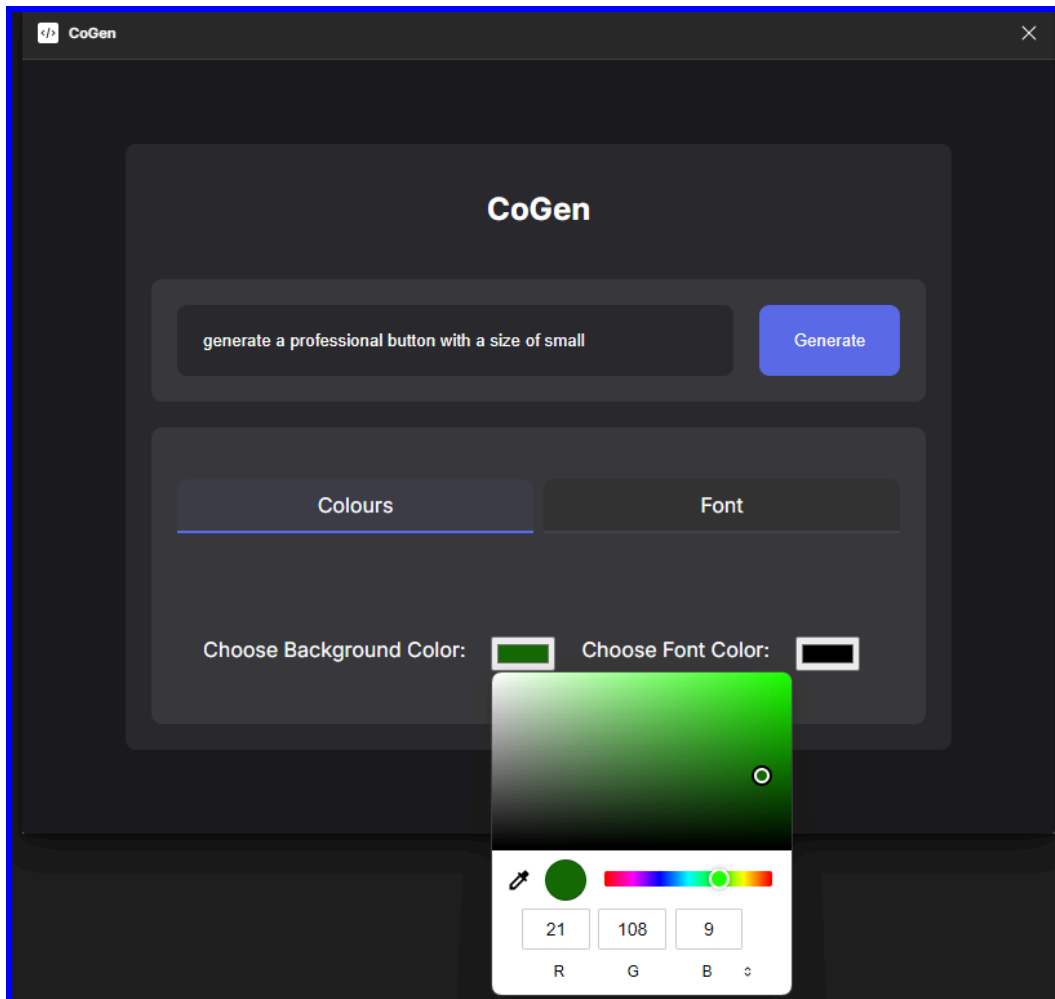 CoGen
CoGen
generate a professional button with a size of small
Generate
Colours
Font
Choose Background Color:
Choose Font Color:
21
108
9
R
G
B